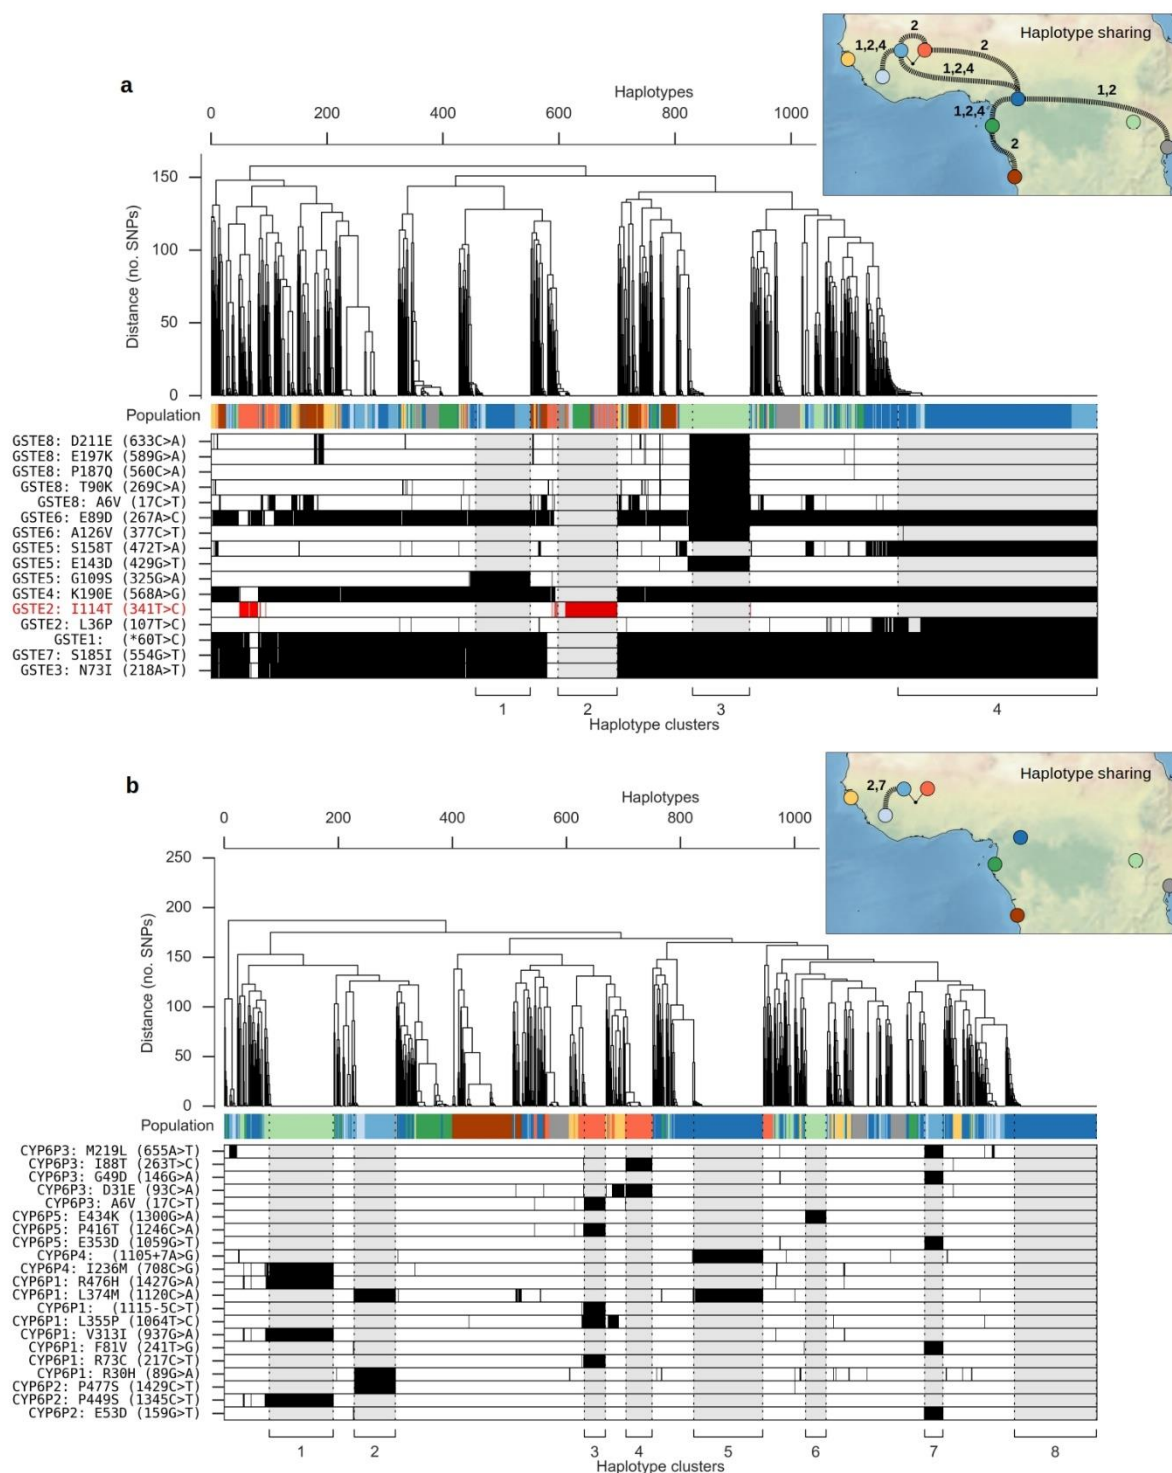 Haplotype sharing
2
1,2,4
2
1,2,4
1,2
1,2,4
2
a
Haplotypes
0 200 400 600 800 1000
Distance (no. SNPs)
150
100
50
0
Population
GSTE8: D211E (633C>A)
GSTE8: E197K (589G>A)
GSTE8: P187Q (560C>A)
GSTE8: T90K (269C>A)
GSTE8: A6V (17C>T)
GSTE6: E89D (267A>C)
GSTE6: A126V (377C>T)
GSTE5: S158T (472T>A)
GSTE5: E143D (429G>T)
GSTE5: G109S (325G>A)
GSTE4: K190E (568A>G)
GSTE2: I114T (341T>C)
GSTE2: L36P (107T>C)
GSTE1: (*60T>C)
GSTE7: S185I (554G>T)
GSTE3: N73I (218A>T)
1 2 3 4
Haplotype clusters
Haplotype sharing
2,7
b
Haplotypes
0 200 400 600 800 1000
Distance (no. SNPs)
250
200
150
100
50
0
Population
CYP6P3: M219L (655A>T)
CYP6P3: I88T (263T>C)
CYP6P3: G49D (146G>A)
CYP6P3: D31E (93C>A)
CYP6P3: A6V (17C>T)
CYP6P5: E434K (1300G>A)
CYP6P5: P416T (1246C>A)
CYP6P5: E353D (1059G>T)
CYP6P4: (1105+7A>G)
CYP6P4: I236M (708C>G)
CYP6P1: R476H (1427G>A)
CYP6P1: L374M (1120C>A)
CYP6P1: (1115-5C>T)
CYP6P1: L355P (1064T>C)
CYP6P1: V313I (937G>A)
CYP6P1: F81V (241T>G)
CYP6P1: R73C (217C>T)
CYP6P1: R30H (89G>A)
CYP6P2: P477S (1429C>T)
CYP6P2: P449S (1345C>T)
CYP6P2: E53D (159G>T)
1 2 3 4 5 6 7 8
Haplotype clusters